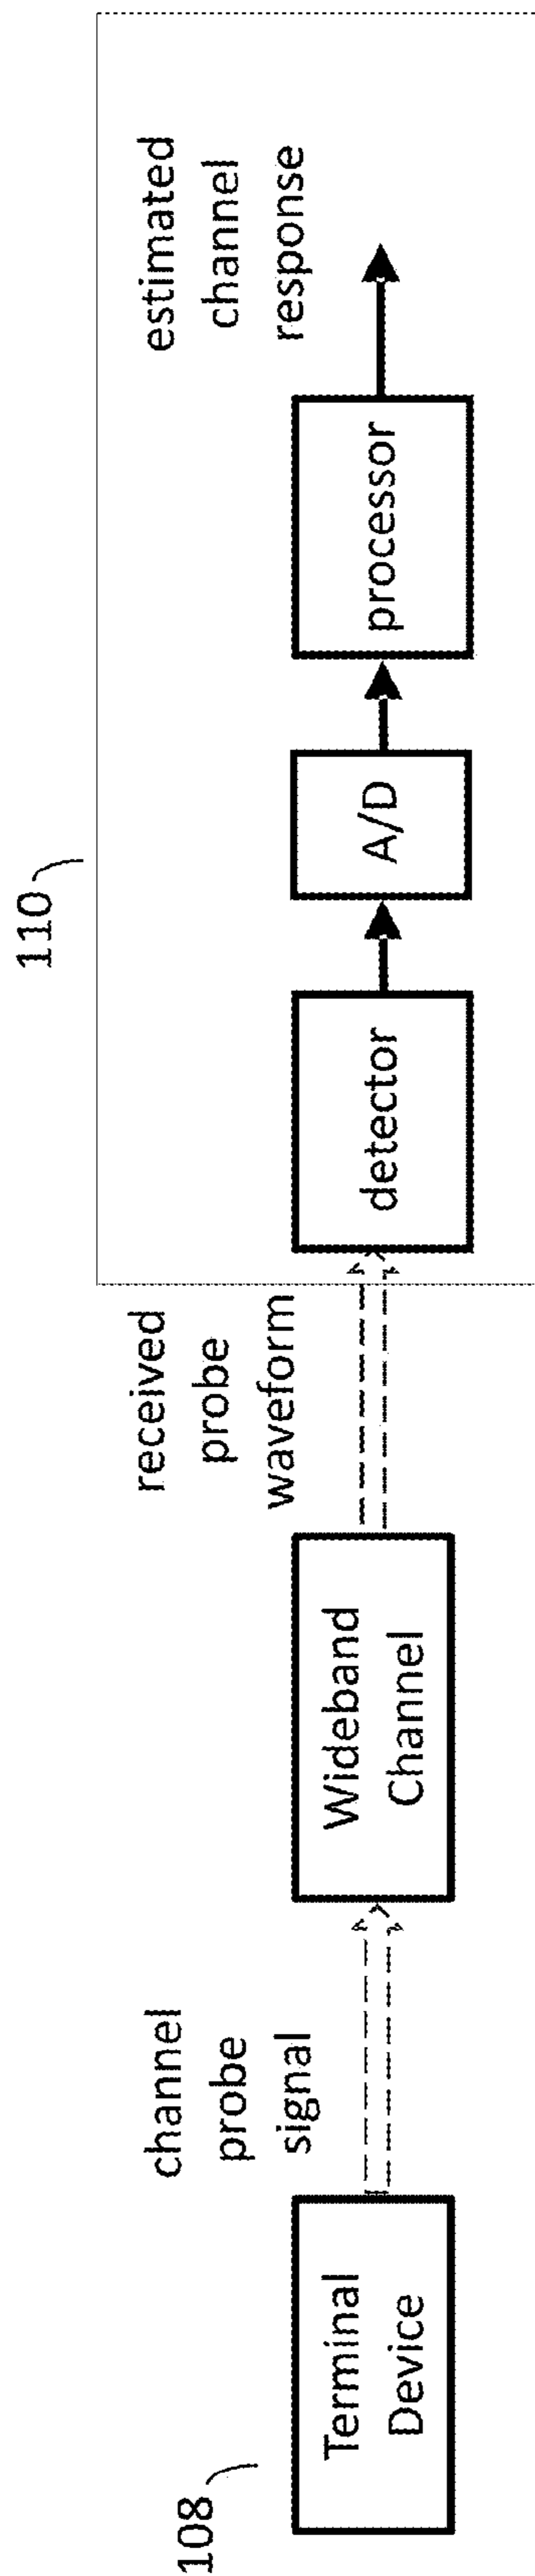 108
Terminal
Device
channel
probe
signal
Wideband
Channel
received
probe
waveform
110
detector
A/D
processor
estimated
channel
response